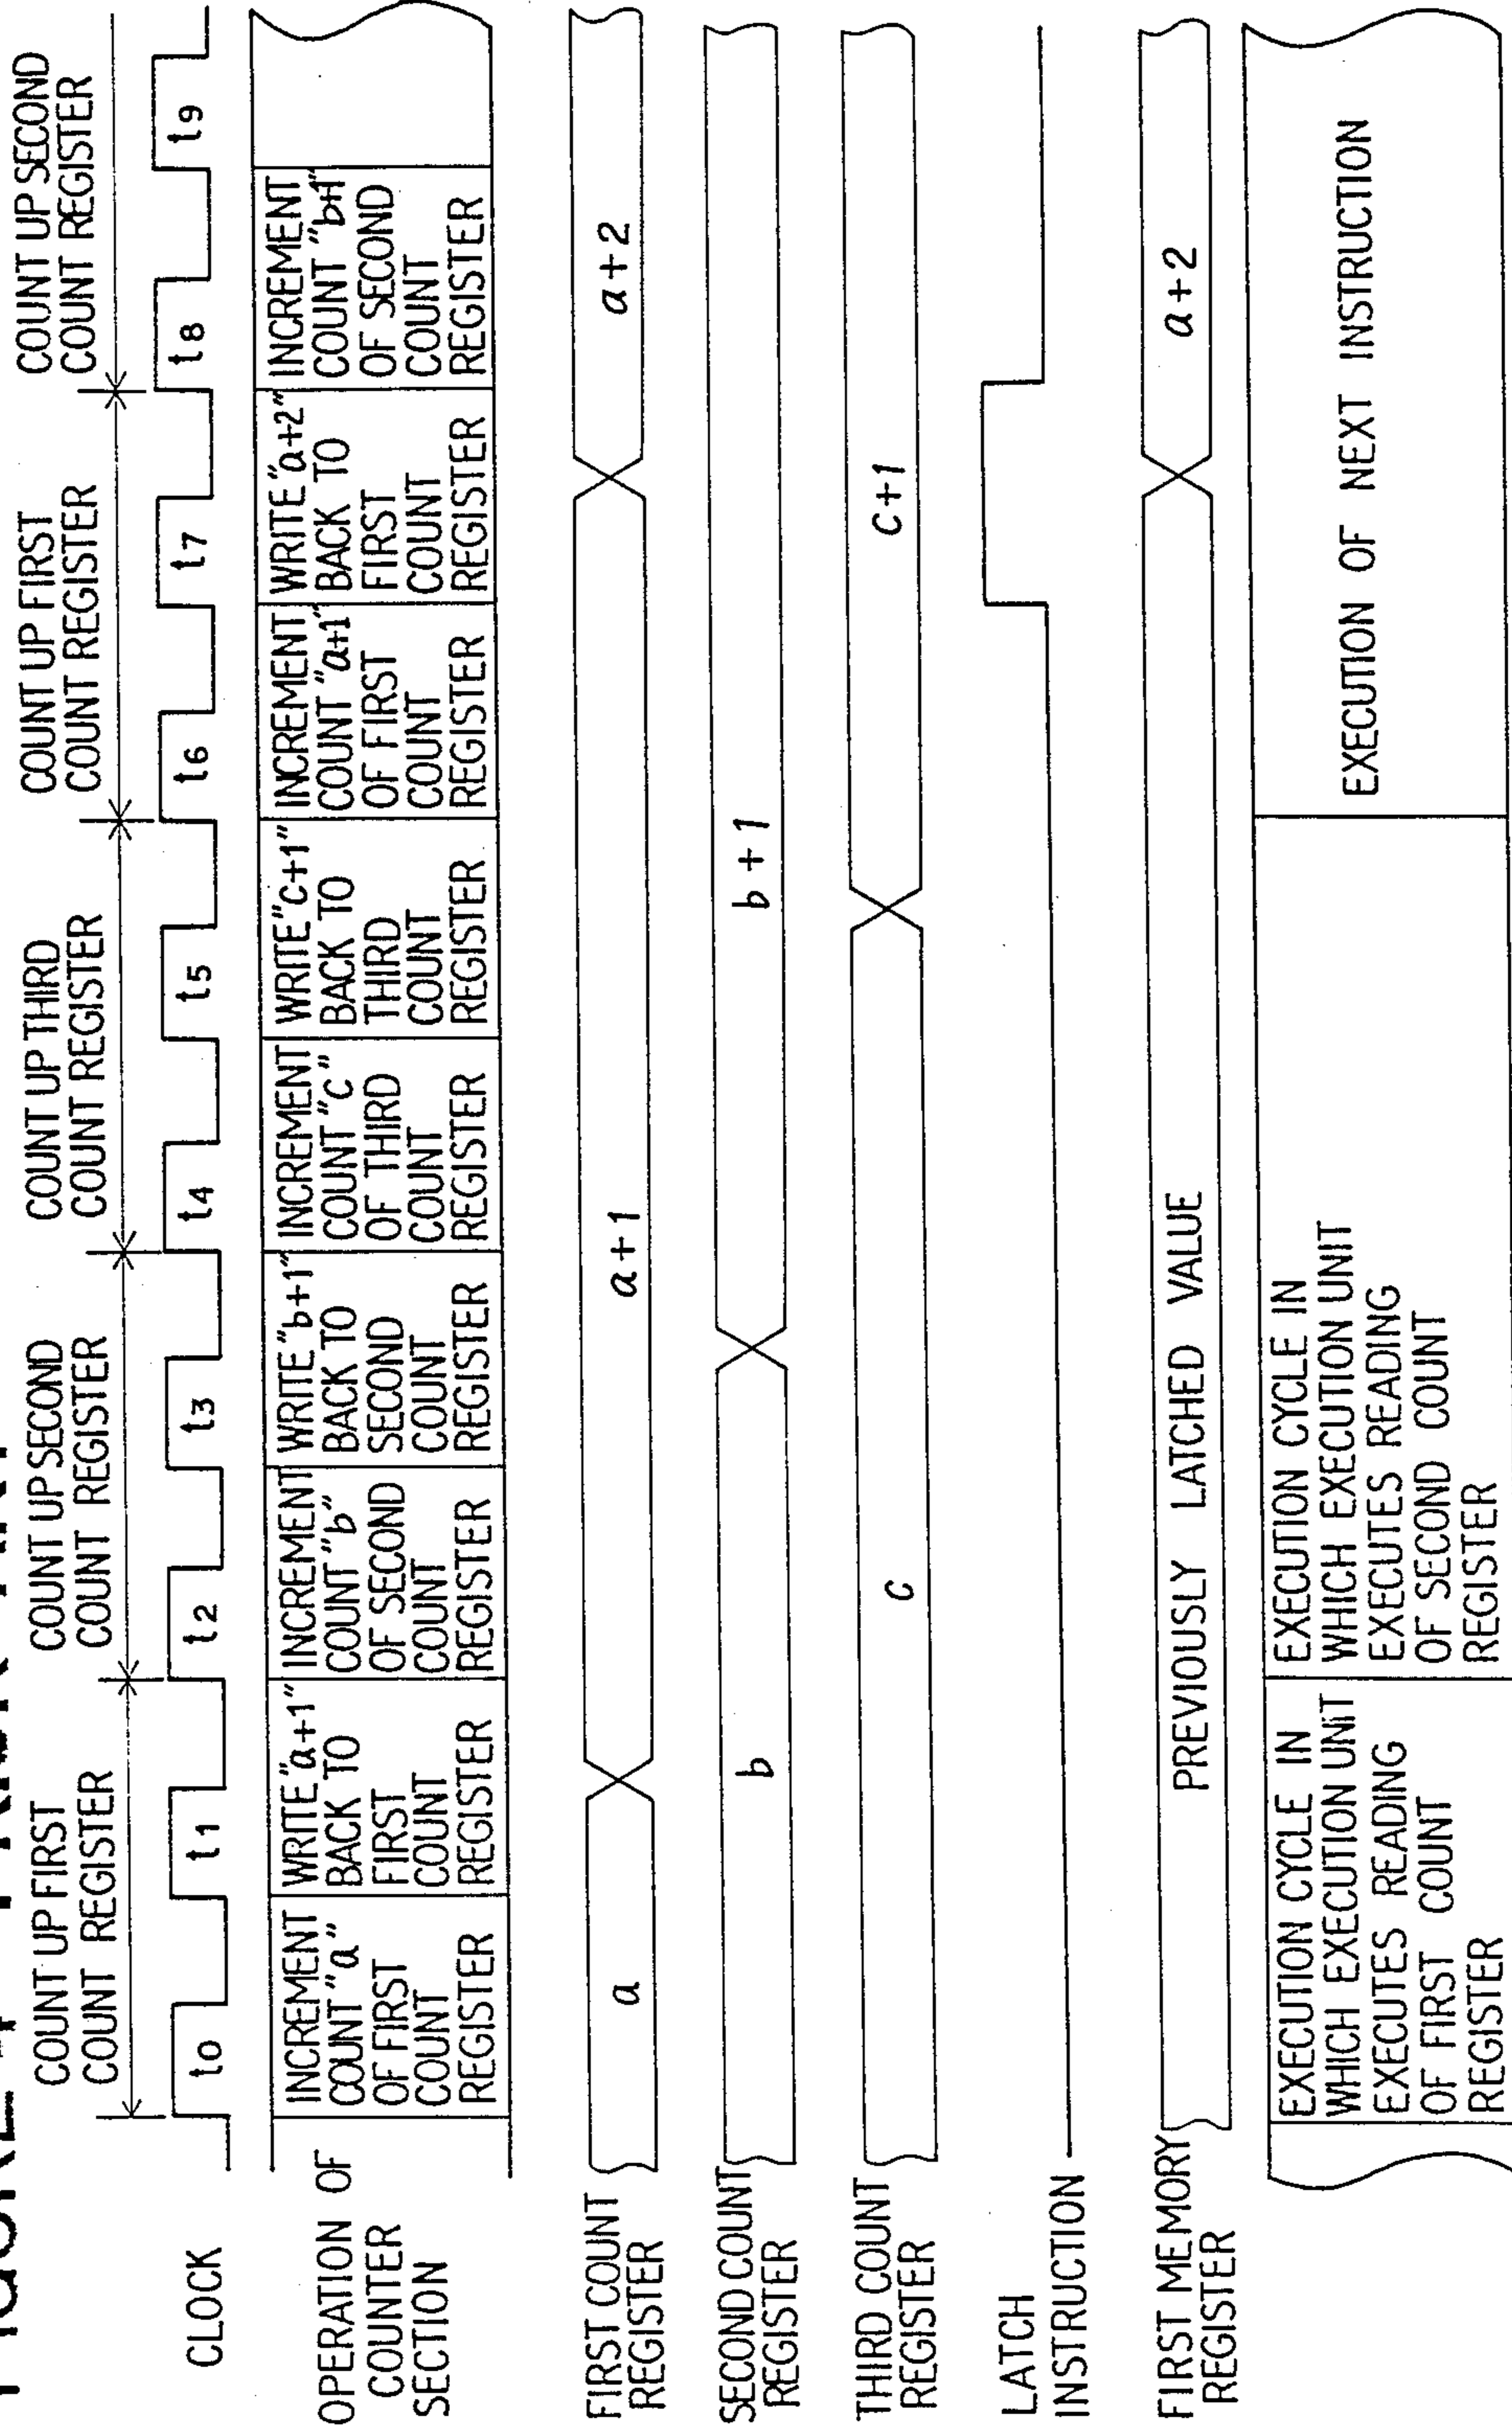 COUNT UP FIRST
COUNT REGISTER
COUNT UP SECOND
COUNT REGISTER
COUNT UP THIRD
COUNT REGISTER
COUNT UP FIRST
COUNT REGISTER
COUNT UP SECOND
COUNT REGISTER
CLOCK
t0
t1
t2
t3
t4
t5
t6
t7
t8
t9
OPERATION OF
COUNTER
SECTION
INCREMENT
COUNT "a"
OF FIRST
COUNT
REGISTER
WRITE "a+1"
BACK TO
FIRST
COUNT
REGISTER
INCREMENT
COUNT "b"
OF SECOND
COUNT
REGISTER
WRITE "b+1"
BACK TO
SECOND
COUNT
REGISTER
INCREMENT
COUNT "c"
OF THIRD
COUNT
REGISTER
WRITE "c+1"
BACK TO
THIRD
COUNT
REGISTER
INCREMENT
COUNT "a+1"
OF FIRST
COUNT
REGISTER
WRITE "a+2"
BACK TO
FIRST
COUNT
REGISTER
INCREMENT
COUNT "b+1"
OF SECOND
COUNT
REGISTER
FIRST COUNT
REGISTER
a
a+1
a+2
SECOND COUNT
REGISTER
b
b+1
THIRD COUNT
REGISTER
c
c+1
LATCH
INSTRUCTION
FIRST MEMORY
REGISTER
PREVIOUSLY LATCHED VALUE
a+2
EXECUTION CYCLE IN
WHICH EXECUTION UNIT
EXECUTES READING
OF FIRST COUNT
REGISTER
EXECUTION CYCLE IN
WHICH EXECUTION UNIT
EXECUTES READING
OF SECOND COUNT
REGISTER
EXECUTION OF NEXT INSTRUCTION